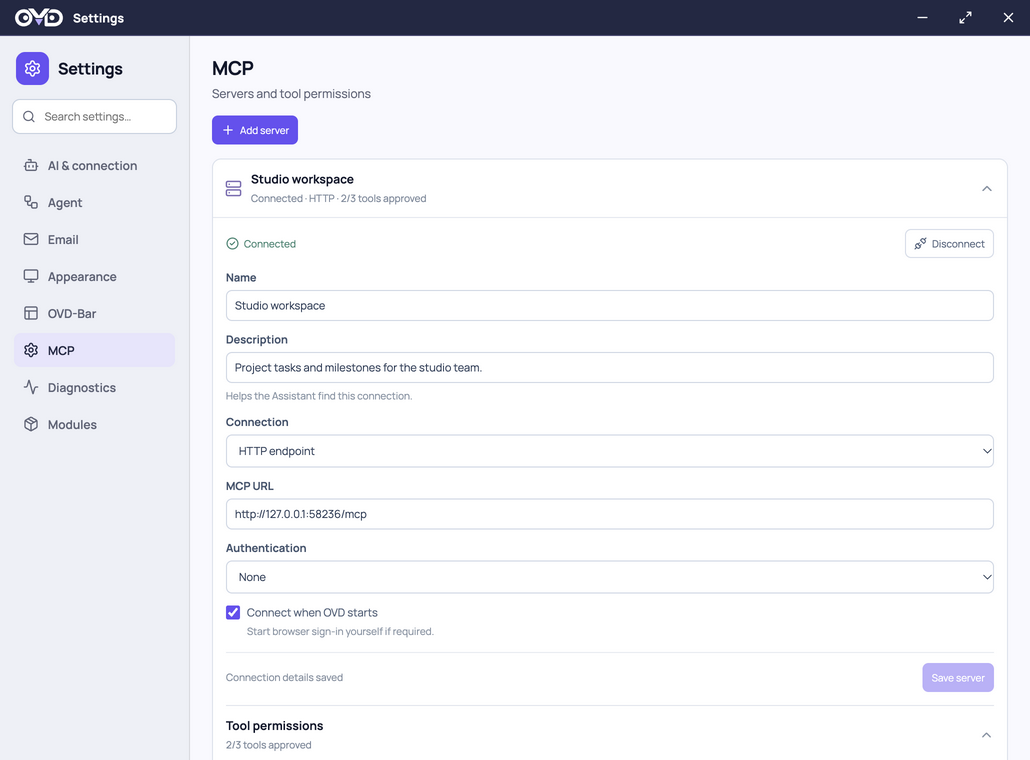 OVD Settings
Settings
Search settings...
AI & connection
Agent
Email
Appearance
OVD-Bar
MCP
Diagnostics
Modules
MCP
Servers and tool permissions
Add server
Studio workspace
Connected · HTTP · 2/3 tools approved
Connected
Disconnect
Name
Studio workspace
Description
Project tasks and milestones for the studio team.
Helps the Assistant find this connection.
Connection
HTTP endpoint
MCP URL
http://127.0.0.1:58236/mcp
Authentication
None
Connect when OVD starts
Start browser sign-in yourself if required.
Connection details saved
Save server
Tool permissions
2/3 tools approved